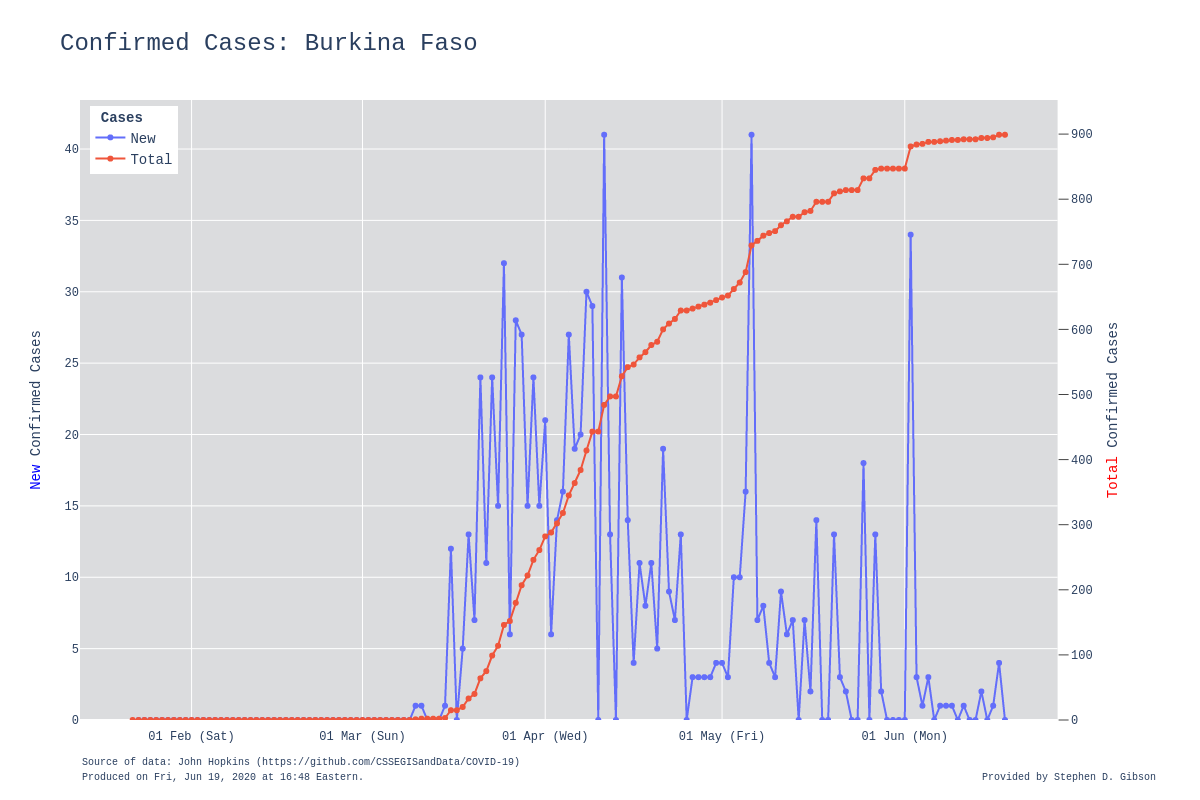 Confirmed Cases: Burkina Faso
Cases
New
Total
40
35
30
25
20
15
10
5
0
900
800
700
600
500
400
300
200
100
0
New Confirmed Cases
Total Confirmed Cases
01 Feb (Sat)
01 Mar (Sun)
01 Apr (Wed)
01 May (Fri)
01 Jun (Mon)
Source of data: John Hopkins (https://github.com/CSSEGISandData/COVID-19)
Produced on Fri, Jun 19, 2020 at 16:48 Eastern.
Provided by Stephen D. Gibson